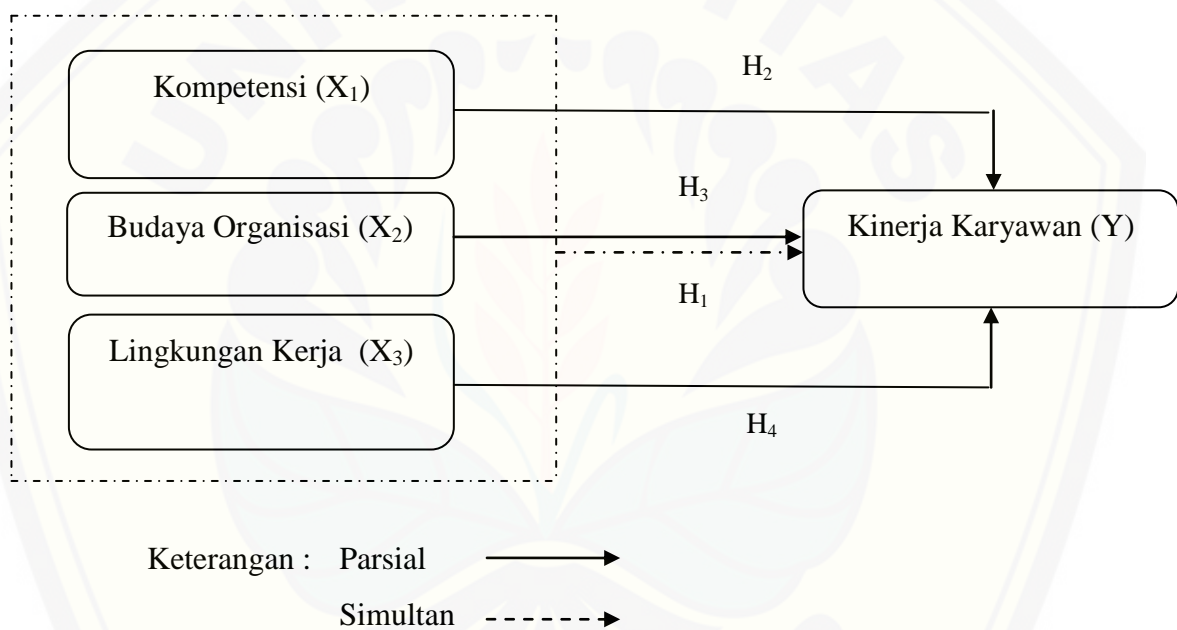 Kompetensi (X₁)
H₂
H₃
Budaya Organisasi (X₂)
Kinerja Karyawan (Y)
H₁
Lingkungan Kerja (X₃)
H₄
Keterangan : Parsial
Simultan